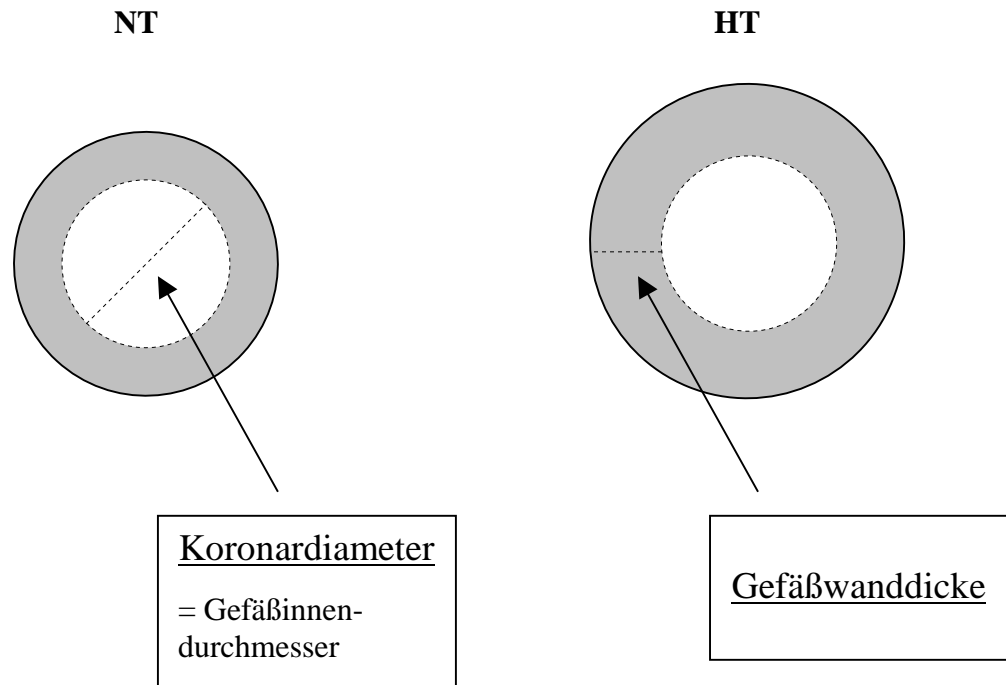 NT
HT
Koronardiameter
= Gefäßinnen-
durchmesser
Gefäßwanddicke